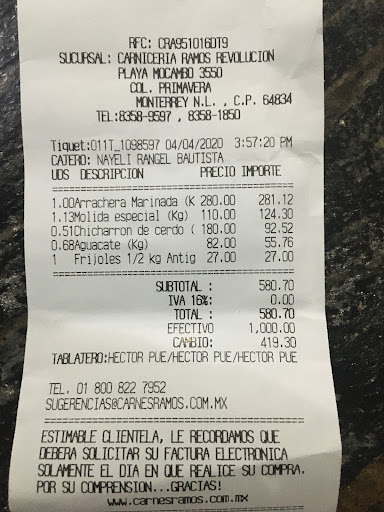 RFC: CRA951016DT9
SUCURSAL: CARNICERIA RAMOS REVOLUCION
PLAYA MOCAMBO 3550
COL. PRIMAVERA
MONTERREY N.L. , C.P. 64834
TEL:8358-9597 , 8358-1850
Tiquet:011T_1098597 04/04/2020 3:57:20 PM
CAJERO: NAYELI RANGEL BAUTISTA
UDS DESCRIPCION PRECIO IMPORTE
1.00Arrachera Marinada (K 280.00 281.12
1.13Molida especial (Kg) 110.00 124.30
0.51Chicharron de cerdo ( 180.00 92.52
0.68Aguacate (Kg) 82.00 55.76
1 Frijoles 1/2 kg Antig 27.00 27.00
SUBTOTAL : 580.70
IVA 16%: 0.00
TOTAL : 580.70
EFECTIVO 1,000.00
CAMBIO: 419.30
TABLAJERO:HECTOR PUE/HECTOR PUE/HECTOR PUE
TEL. 01 800 822 7952
SUGERENCIAS@CARNESRAMOS.COM.MX
ESTIMABLE CLIENTELA, LE RECORDAMOS QUE
DEBERA SOLICITAR SU FACTURA ELECTRONICA
SOLAMENTE EL DIA EN QUE REALICE SU COMPRA.
POR SU COMPRENSION...GRACIAS!
www.carnesramos.com.mx